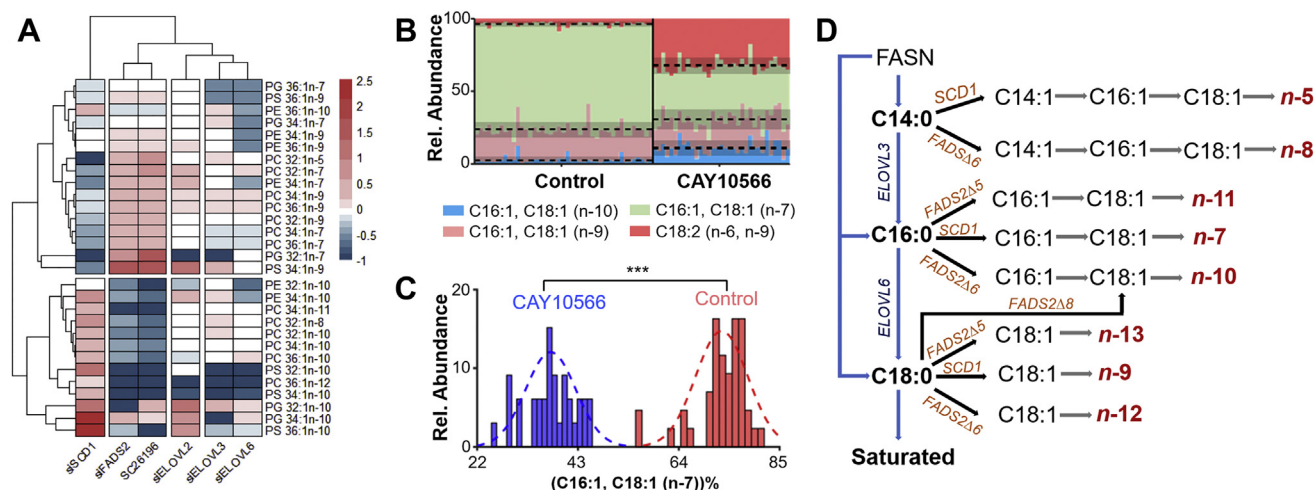 A
PG 36:1n-7
PS 36:1n-9
PE 36:1n-10
PG 34:1n-7
PE 34:1n-9
PE 36:1n-9
PC 32:1n-5
PC 32:1n-7
PE 34:1n-7
PC 34:1n-9
PC 36:1n-9
PC 32:1n-9
PC 34:1n-7
PC 36:1n-7
PG 32:1n-7
PS 34:1n-9
PE 32:1n-10
PE 34:1n-10
PC 34:1n-11
PC 32:1n-8
PC 32:1n-10
PC 34:1n-10
PC 36:1n-10
PS 32:1n-10
PC 36:1n-12
PS 34:1n-10
PG 32:1n-10
PG 34:1n-10
PS 36:1n-10
2.5
2
1.5
1
0.5
0
-0.5
-1
siSCD1
siFADS2
SC26196
siELOVL2
siELOVL3
siELOVL6
B
Rel. Abundance
100
50
0
Control
CAY10566
C16:1, C18:1 (n-10)
C16:1, C18:1 (n-7)
C16:1, C18:1 (n-9)
C18:2 (n-6, n-9)
C
***
CAY10566
Control
Rel. Abundance
20
10
0
22
43
64
85
(C16:1, C18:1 (n-7))%
D
FASN
C14:0
SCD1
C14:1
C16:1
C18:1
n-5
FADSΔ6
C14:1
C16:1
C18:1
n-8
ELOVL3
C16:0
FADS2Δ5
C16:1
C18:1
n-11
SCD1
C16:1
C18:1
n-7
FADS2Δ6
C16:1
C18:1
n-10
ELOVL6
FADS2Δ8
C18:0
FADS2Δ5
C18:1
n-13
SCD1
C18:1
n-9
FADS2Δ6
C18:1
n-12
Saturated